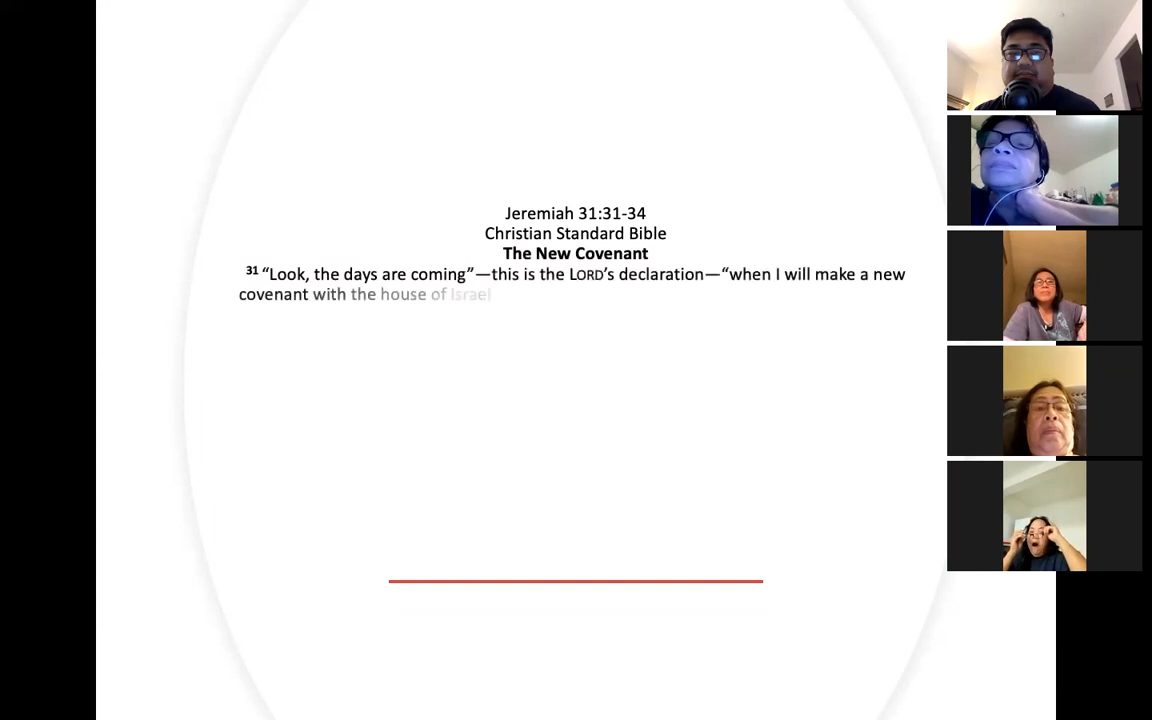 Jeremiah 31:31-34
Christian Standard Bible
The New Covenant
31 “Look, the days are coming”—this is the LORD’s declaration—“when I will make a new
covenant with the house of Israel